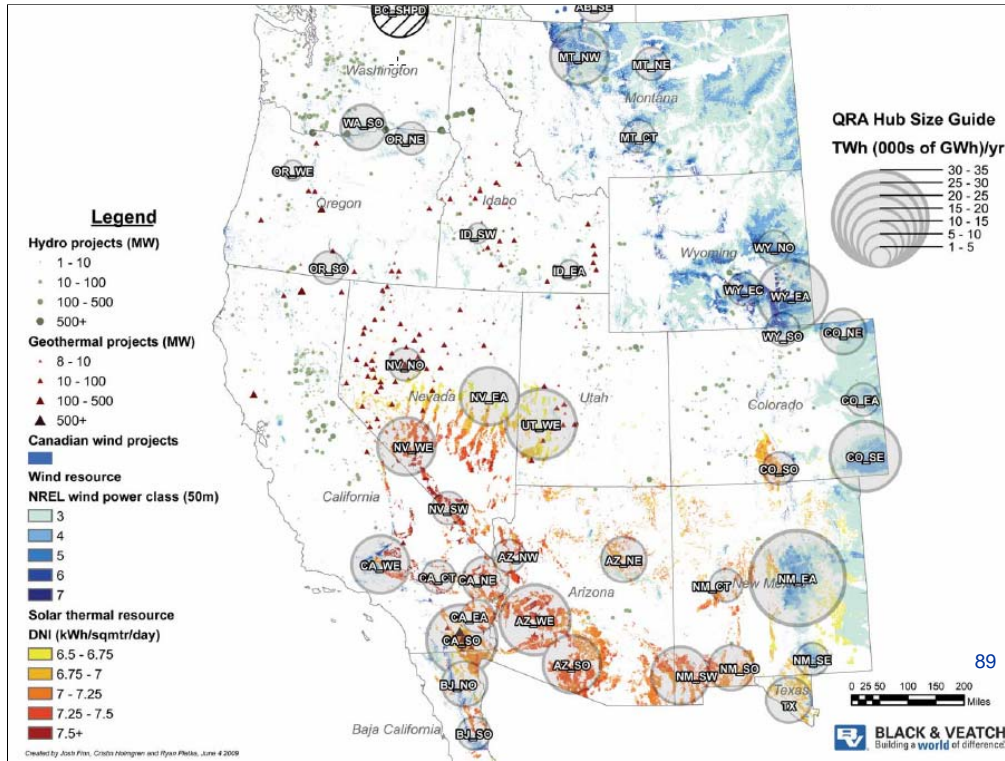 BC_SHPD
AB_SE
MT_NW
MT_NE
Washington
Montana
WA_SO
OR_NE
MT_CT
OR_WE
Oregon
Idaho
ID_SW
WY_NO
Wyoming
OR_SO
ID_EA
WY_EC
WY_EA
WY_SO
CO_NE
NV_NO
Nevada
NV_EA
Utah
CO_EA
Colorado
UT_WE
NV_WE
CO_SE
CO_SO
California
NV_SW
AZ_NW
AZ_NE
CA_WE
CA_CT
CA_NE
NM_CT
New Me
NM_EA
Arizona
CA_EA
AZ_WE
CA_SO
AZ_SO
NM_SO
NM_SE
NM_SW
BJ_NO
Texas
TX
Baja California
BJ_SO
QRA Hub Size Guide
TWh (000s of GWh)/yr
30 - 35
25 - 30
20 - 25
15 - 20
10 - 15
5 - 10
1 - 5
Legend
Hydro projects (MW)
1 - 10
10 - 100
100 - 500
500+
Geothermal projects (MW)
8 - 10
10 - 100
100 - 500
500+
Canadian wind projects
Wind resource
NREL wind power class (50m)
3
4
5
6
7
Solar thermal resource
DNI (kWh/sqmtr/day)
6.5 - 6.75
6.75 - 7
7 - 7.25
7.25 - 7.5
7.5+
89
0 25 50 100 150 200
Miles
BV
BLACK & VEATCH
Building a world of difference.
Created by Josh Finn, Cristin Holmgren and Ryan Pletka, June 4 2009